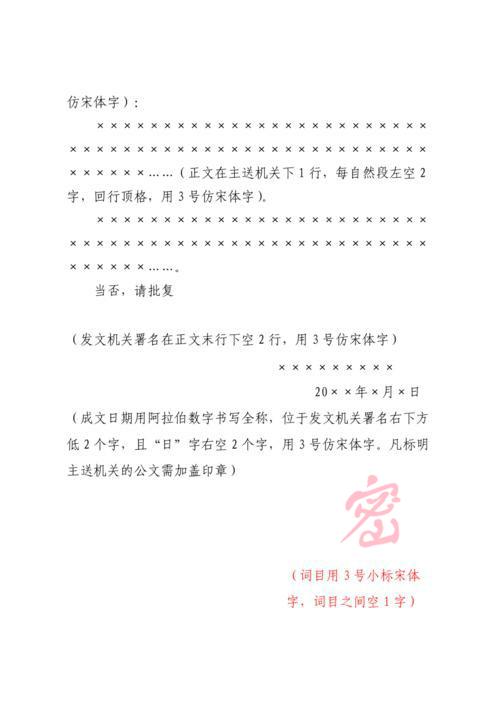 仿宋体字）：
×××××××××××××××××××××××××
×××××××××××××××××××××××××××
××××××……（正文在主送机关下1行，每自然段左空2
字，回行顶格，用3号仿宋体字）。
×××××××××××××××××××××××××
×××××××××××××××××××××××××××
××××××……。
当否，请批复
（发文机关署名在正文末行下空2行，用3号仿宋体字）
×××××××××
20××年×月×日
（成文日期用阿拉伯数字书写全称，位于发文机关署名右下方
低2个字，且“日”字右空2个字，用3号仿宋体字。凡标明
主送机关的公文需加盖印章）
密
（词目用3号小标宋体
字，词目之间空1字）